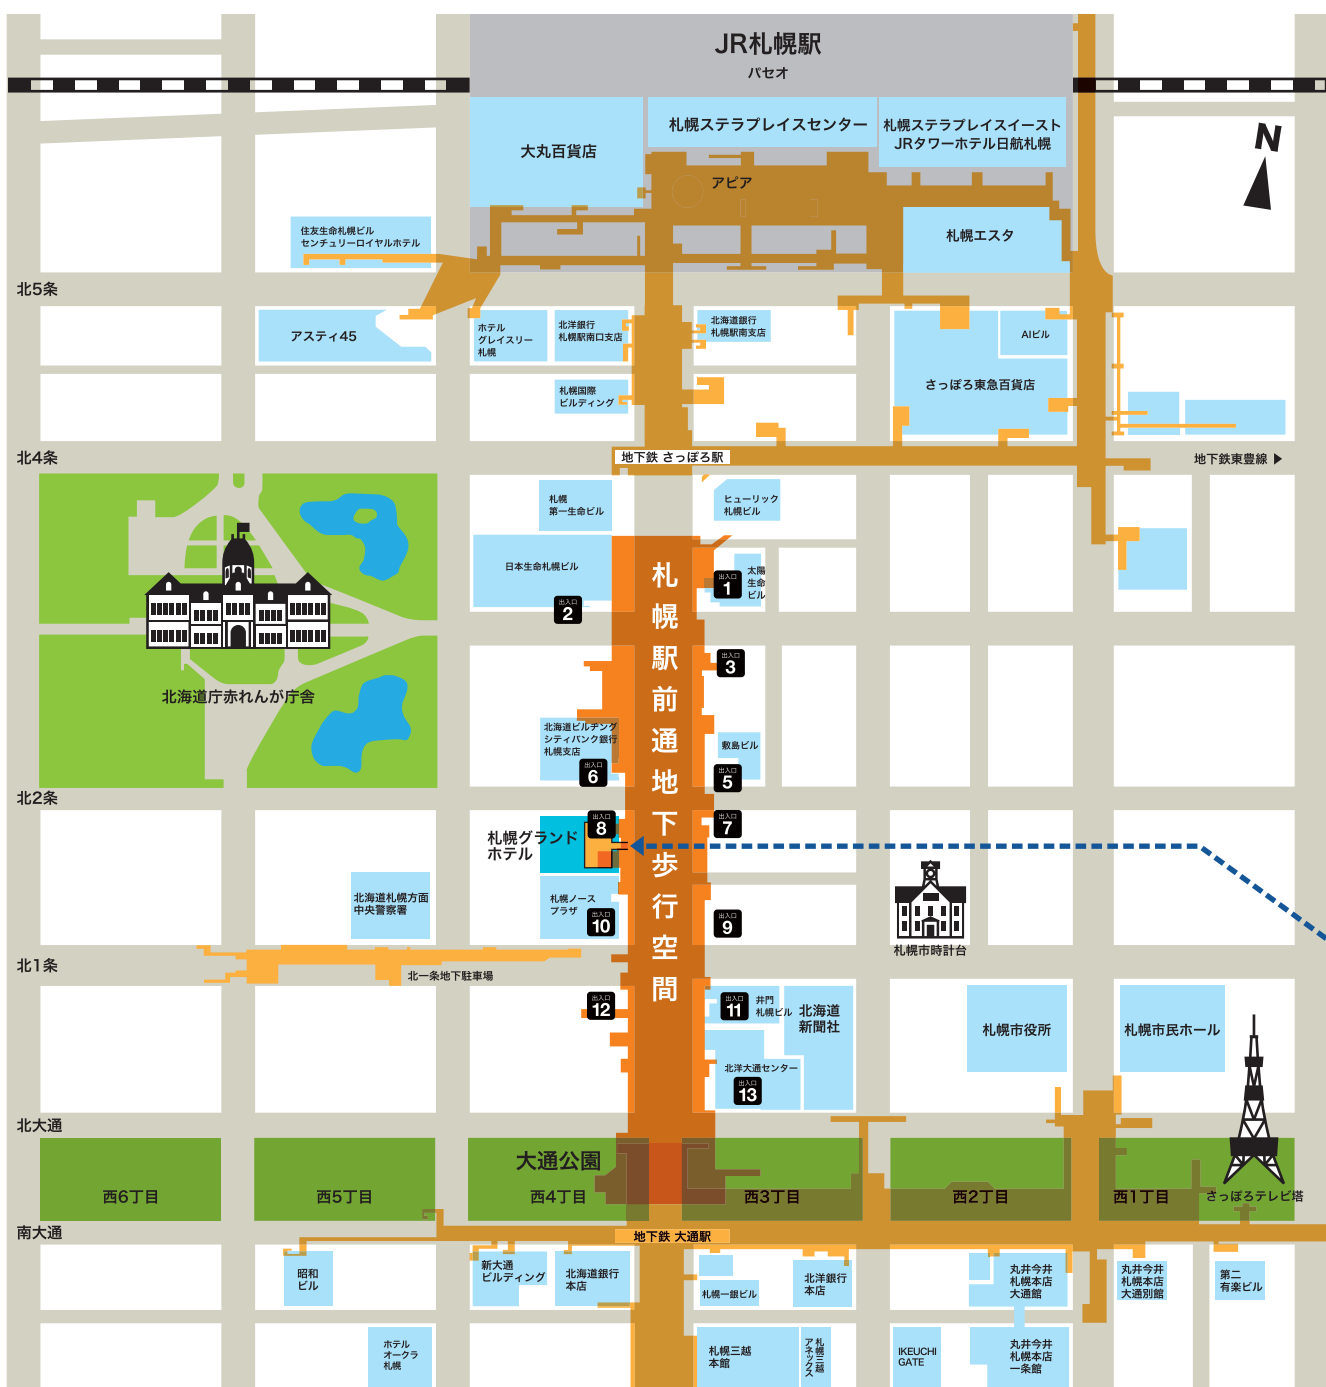 JR札幌駅
パセオ
札幌ステラプレイスセンター
札幌ステラプレイスイースト
JRタワーホテル日航札幌
大丸百貨店
アピア
N
住友生命札幌ビル
センチュリーロイヤルホテル
札幌エスタ
北5条
アスティ45
ホテル
グレイスリー
札幌
北洋銀行
札幌駅南口支店
北海道銀行
札幌駅南支店
AIビル
さっぽろ東急百貨店
札幌国際
ビルディング
北4条
地下鉄 さっぽろ駅
地下鉄東豊線
札幌
第一生命ビル
ヒューリック
札幌ビル
日本生命札幌ビル
出入口
1
太陽
生命
ビル
出入口
2
札幌駅前通地下歩行空間
出入口
3
北海道庁赤れんが庁舎
北海道ビルヂング
シティバンク銀行
札幌支店
出入口
6
敷島ビル
出入口
5
北2条
出入口
8
出入口
7
札幌グランド
ホテル
北海道札幌方面
中央警察署
札幌ノース
プラザ
出入口
10
出入口
9
札幌市時計台
北1条
北一条地下駐車場
出入口
12
出入口
11
井門
札幌ビル
北海道
新聞社
札幌市役所
札幌市民ホール
北洋大通センター
出入口
13
北大通
大通公園
西6丁目
西5丁目
西4丁目
西3丁目
西2丁目
西1丁目
さっぽろテレビ塔
南大通
地下鉄 大通駅
昭和
ビル
新大通
ビルディング
北海道銀行
本店
札幌一銀ビル
北洋銀行
本店
丸井今井
札幌本店
大通館
丸井今井
札幌本店
大通別館
第二
有楽ビル
ホテル
オークラ
札幌
札幌三越
本館
札幌三越
アネックス
IKEUCHI
GATE
丸井今井
札幌本店
一条館